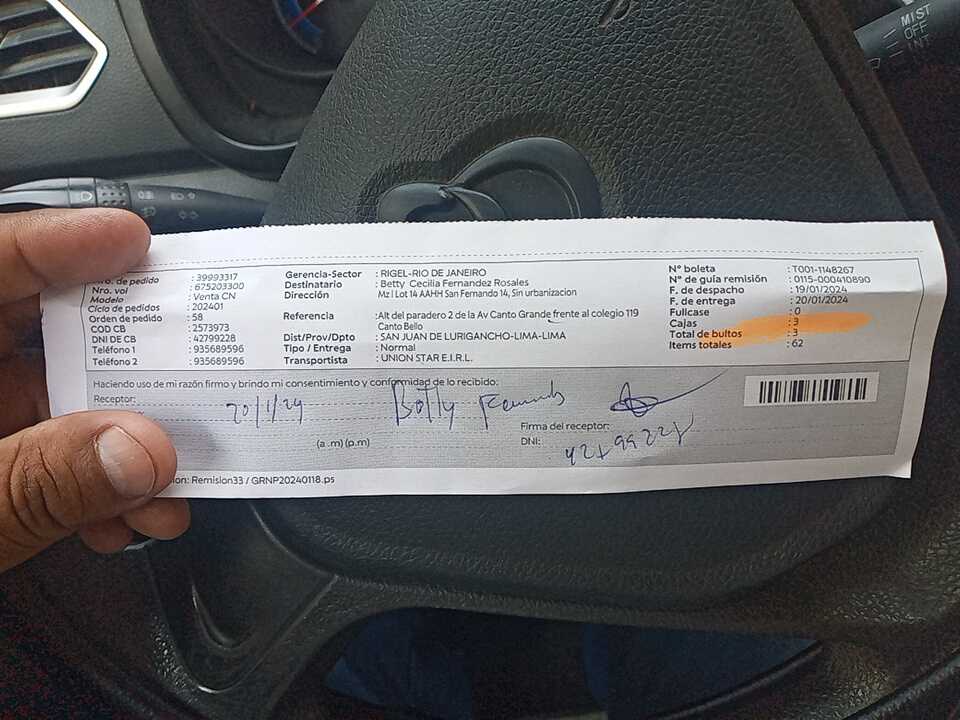 MIST
OFF
INT
Nro. de pedido : 39993317
Nro. vol : 675203300
Modelo : Venta CN
Ciclo de pedidos : 202401
Orden de pedido : 58
COD CB : 2573973
DNI DE CB : 42799228
Teléfono 1 : 935689596
Teléfono 2 : 935689596
Gerencia-Sector : RIGEL-RIO DE JANEIRO
Destinatario : Betty Cecilia Fernandez Rosales
Dirección Mz I Lot 14 AAHH San Fernando 14, Sin urbanizacion
Referencia : Alt del paradero 2 de la Av Canto Grande frente al colegio 119
Canto Bello
Dist/Prov/Dpto : SAN JUAN DE LURIGANCHO-LIMA-LIMA
Tipo / Entrega : Normal
Transportista : UNION STAR E.I.R.L.
N° boleta : T001-1148267
N° de guía remisión : 0115-000410890
F. de despacho : 19/01/2024
F. de entrega : 20/01/2024
Fullcase : 0
Cajas : 3
Total de bultos : 3
Items totales : 62
Haciendo uso de mi razón firmo y brindo mi consentimiento y conformidad de lo recibido.
Receptor:
20/1/24 Betty
(a .m) (p.m)
Firma del receptor:
DNI: 42799228
ion: Remision33 / GRNP20240118.ps